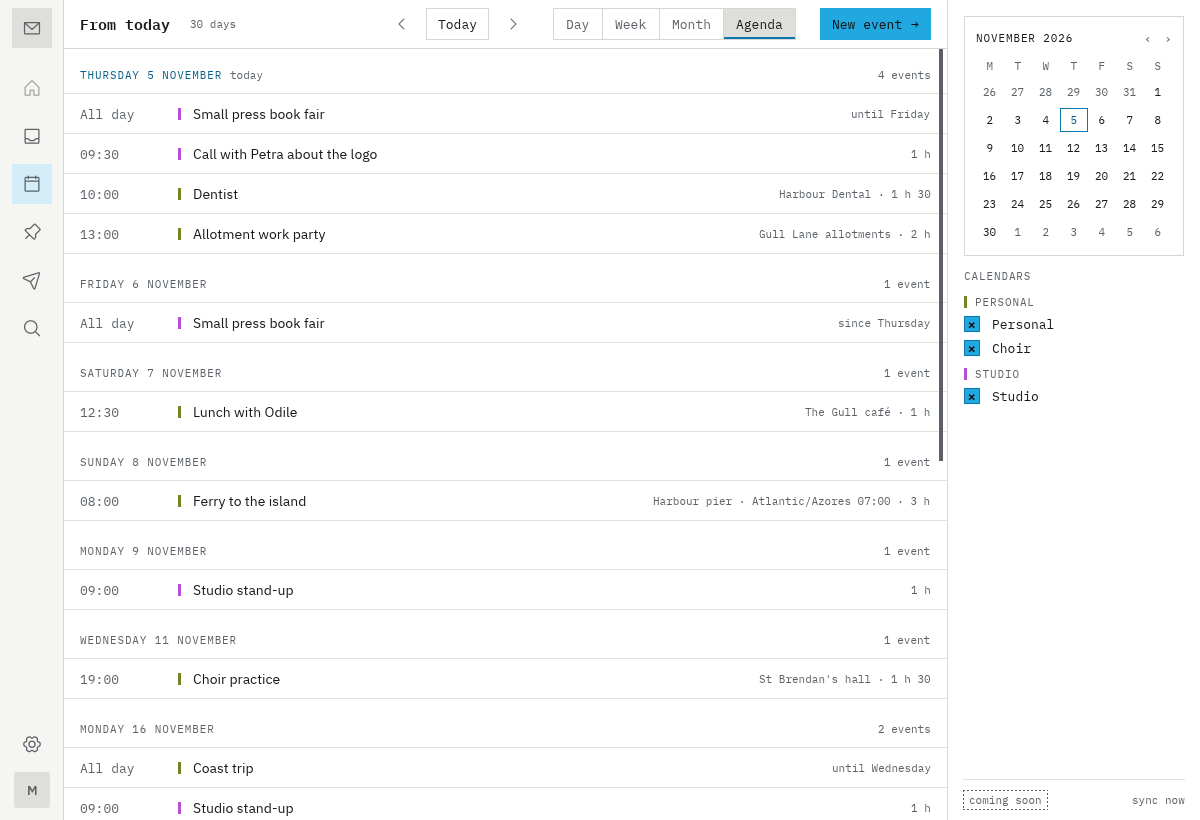 From today 30 days Today Day Week Month Agenda New event →
THURSDAY 5 NOVEMBER today 4 events
All day Small press book fair until Friday
09:30 Call with Petra about the logo 1 h
10:00 Dentist Harbour Dental · 1 h 30
13:00 Allotment work party Gull Lane allotments · 2 h
FRIDAY 6 NOVEMBER 1 event
All day Small press book fair since Thursday
SATURDAY 7 NOVEMBER 1 event
12:30 Lunch with Odile The Gull café · 1 h
SUNDAY 8 NOVEMBER 1 event
08:00 Ferry to the island Harbour pier · Atlantic/Azores 07:00 · 3 h
MONDAY 9 NOVEMBER 1 event
09:00 Studio stand-up 1 h
WEDNESDAY 11 NOVEMBER 1 event
19:00 Choir practice St Brendan's hall · 1 h 30
MONDAY 16 NOVEMBER 2 events
All day Coast trip until Wednesday
09:00 Studio stand-up 1 h
M
NOVEMBER 2026 ‹ ›
M T W T F S S
26 27 28 29 30 31 1
2 3 4 5 6 7 8
9 10 11 12 13 14 15
16 17 18 19 20 21 22
23 24 25 26 27 28 29
30 1 2 3 4 5 6
CALENDARS
PERSONAL
Personal
Choir
STUDIO
Studio
coming soon sync now